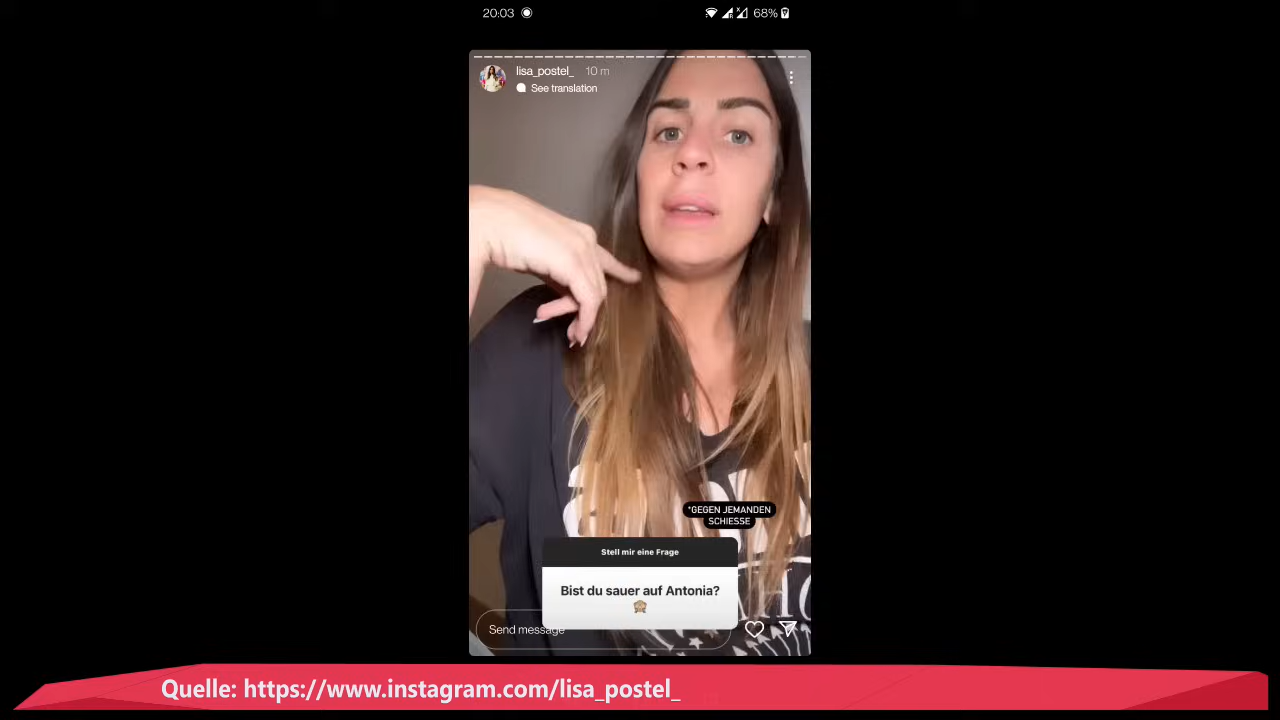 20:03
68%
lisa_postel_ 10 m
See translation
*GEGEN JEMANDEN
SCHIESSE
Stell mir eine Frage
Bist du sauer auf Antonia?
🙈
Send message
Quelle: https://www.instagram.com/lisa_postel_